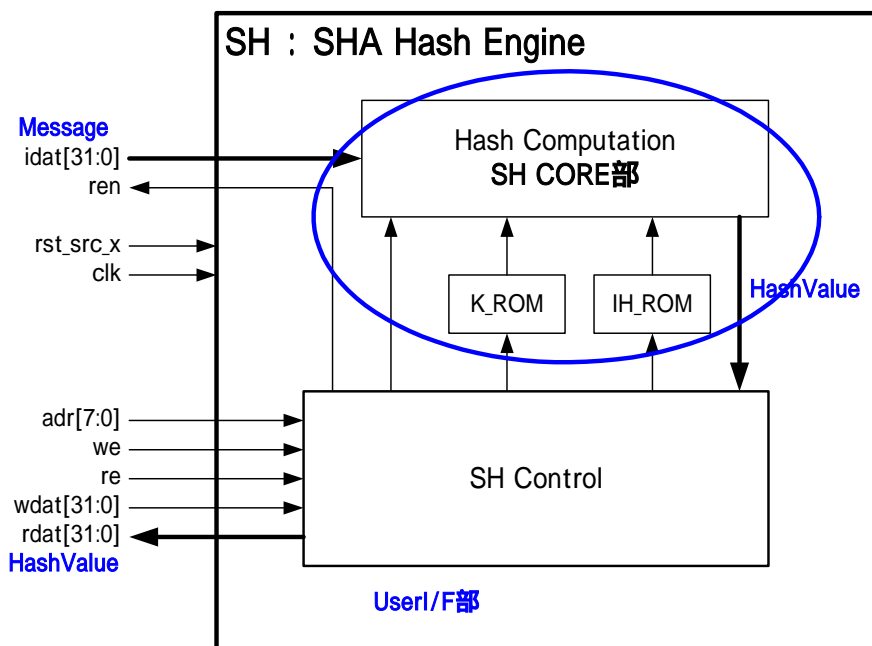 SH : SHA Hash Engine
Message
idat[31:0]
ren
rst_src_x
clk
Hash Computation
SH CORE部
K_ROM
IH_ROM
HashValue
adr[7:0]
we
re
wdat[31:0]
rdat[31:0]
HashValue
SH Control
UserI/F部